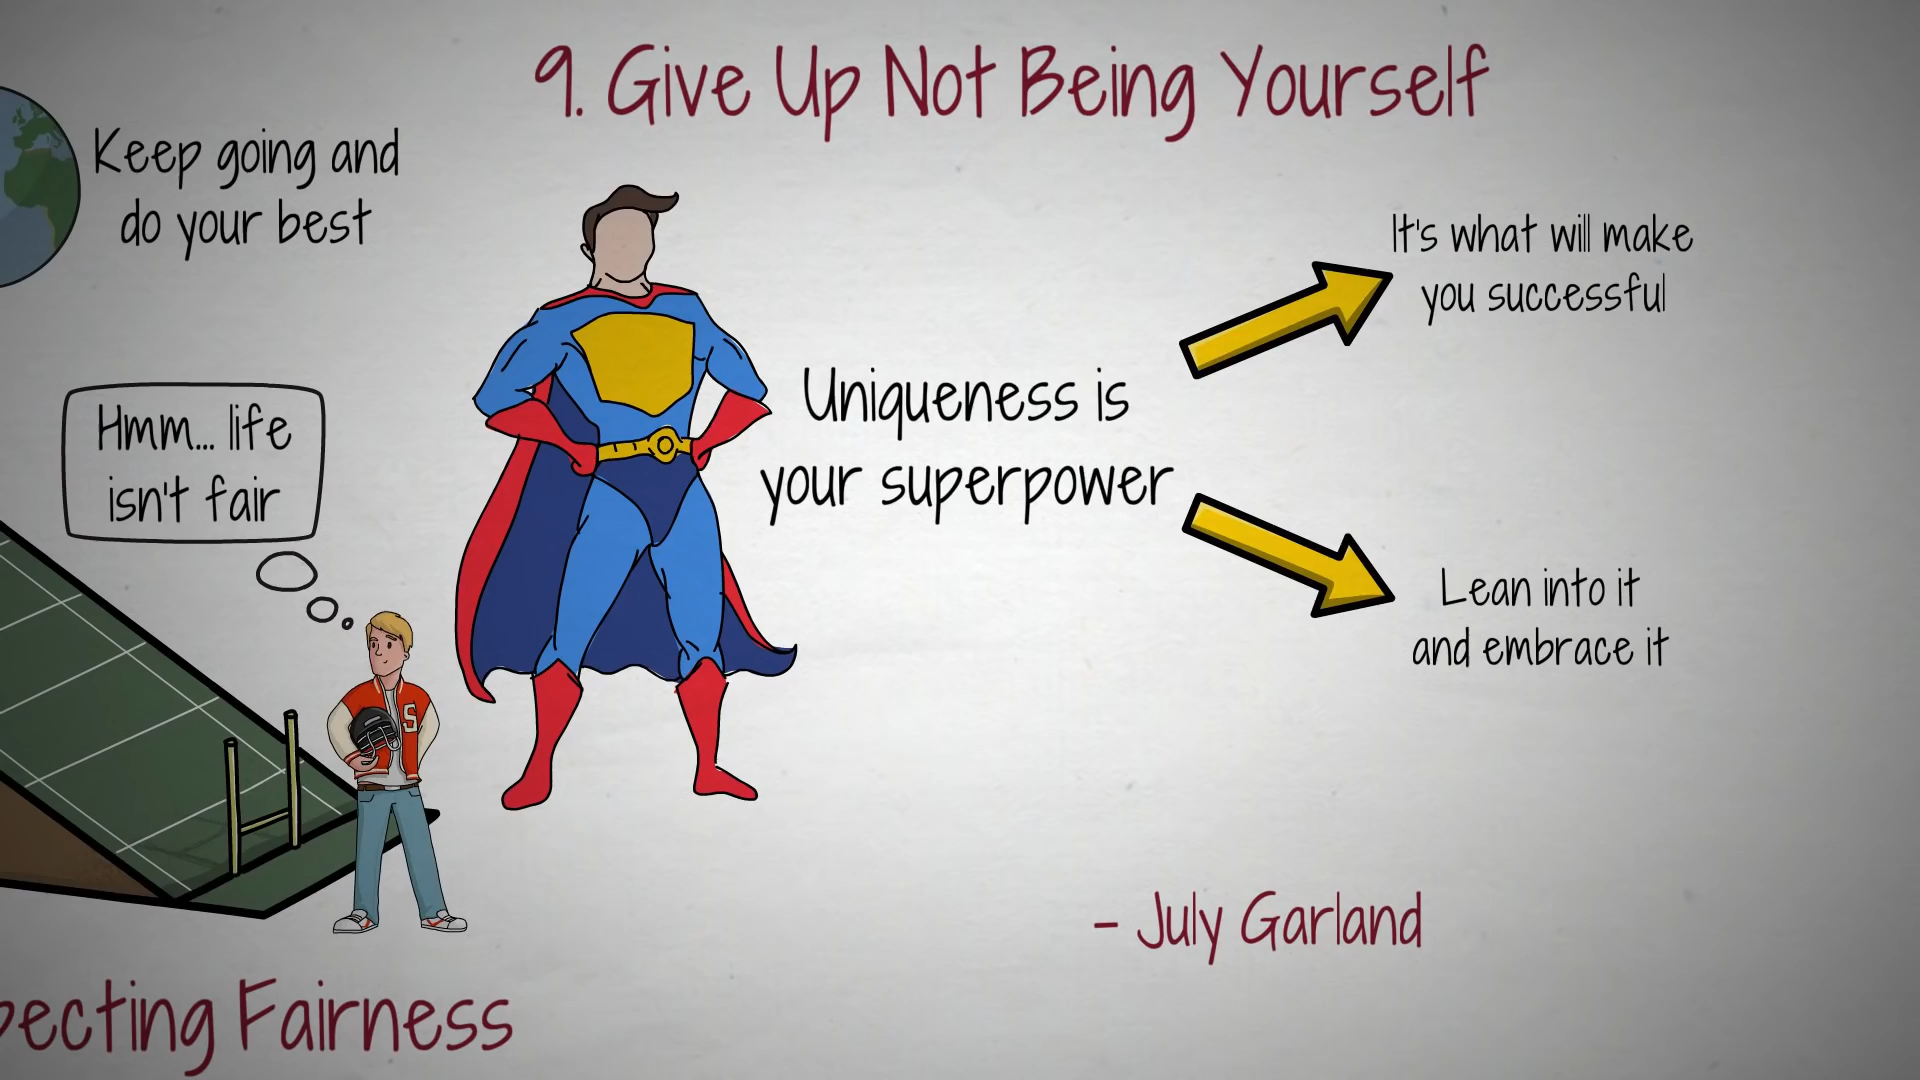 9. Give Up Not Being Yourself
Keep going and
do your best
Hmm... life
isn't fair
S
Uniqueness is
your superpower
It's what will make
you successful
Lean into it
and embrace it
- July Garland
pecting Fairness